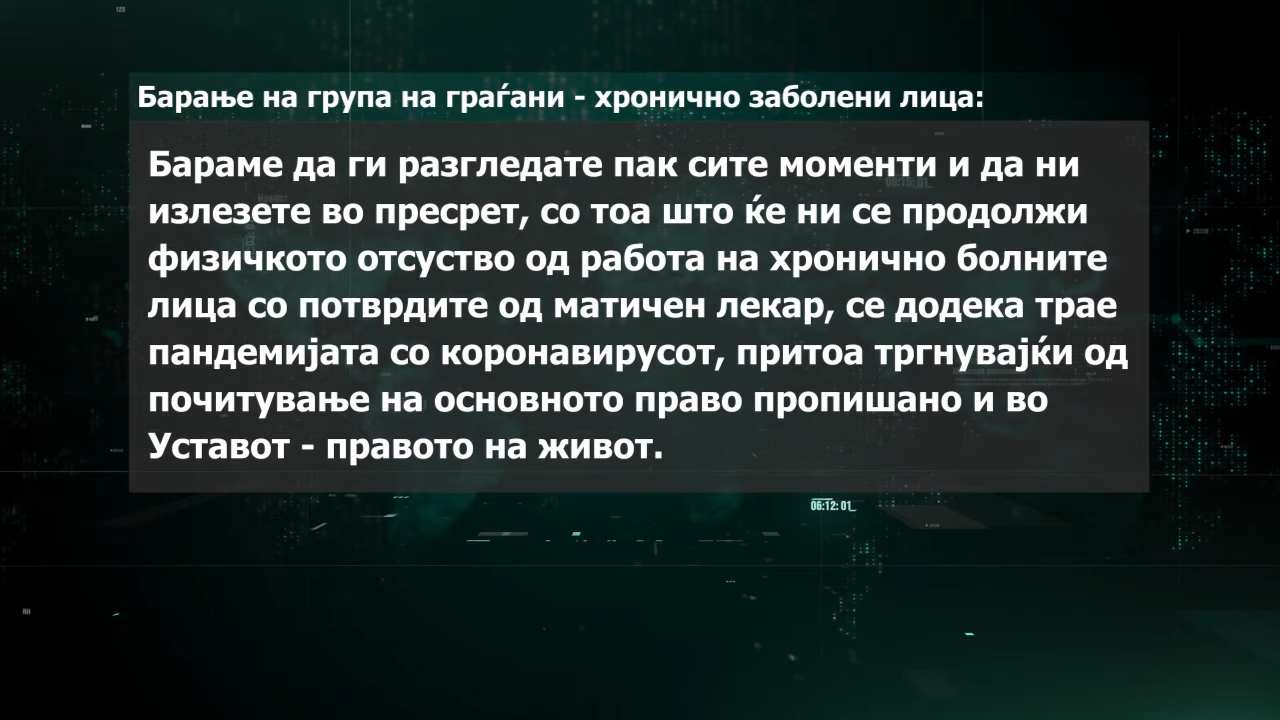 Барање на група на граѓани - хронично заболени лица:
Бараме да ги разгледате пак сите моменти и да ни
излезете во пресрет, со тоа што ќе ни се продолжи
физичкото отсуство од работа на хронично болните
лица со потврдите од матичен лекар, се додека трае
пандемијата со коронавирусот, притоа тргнувајќи од
почитување на основното право пропишано и во
Уставот - правото на живот.
06:12: 01_